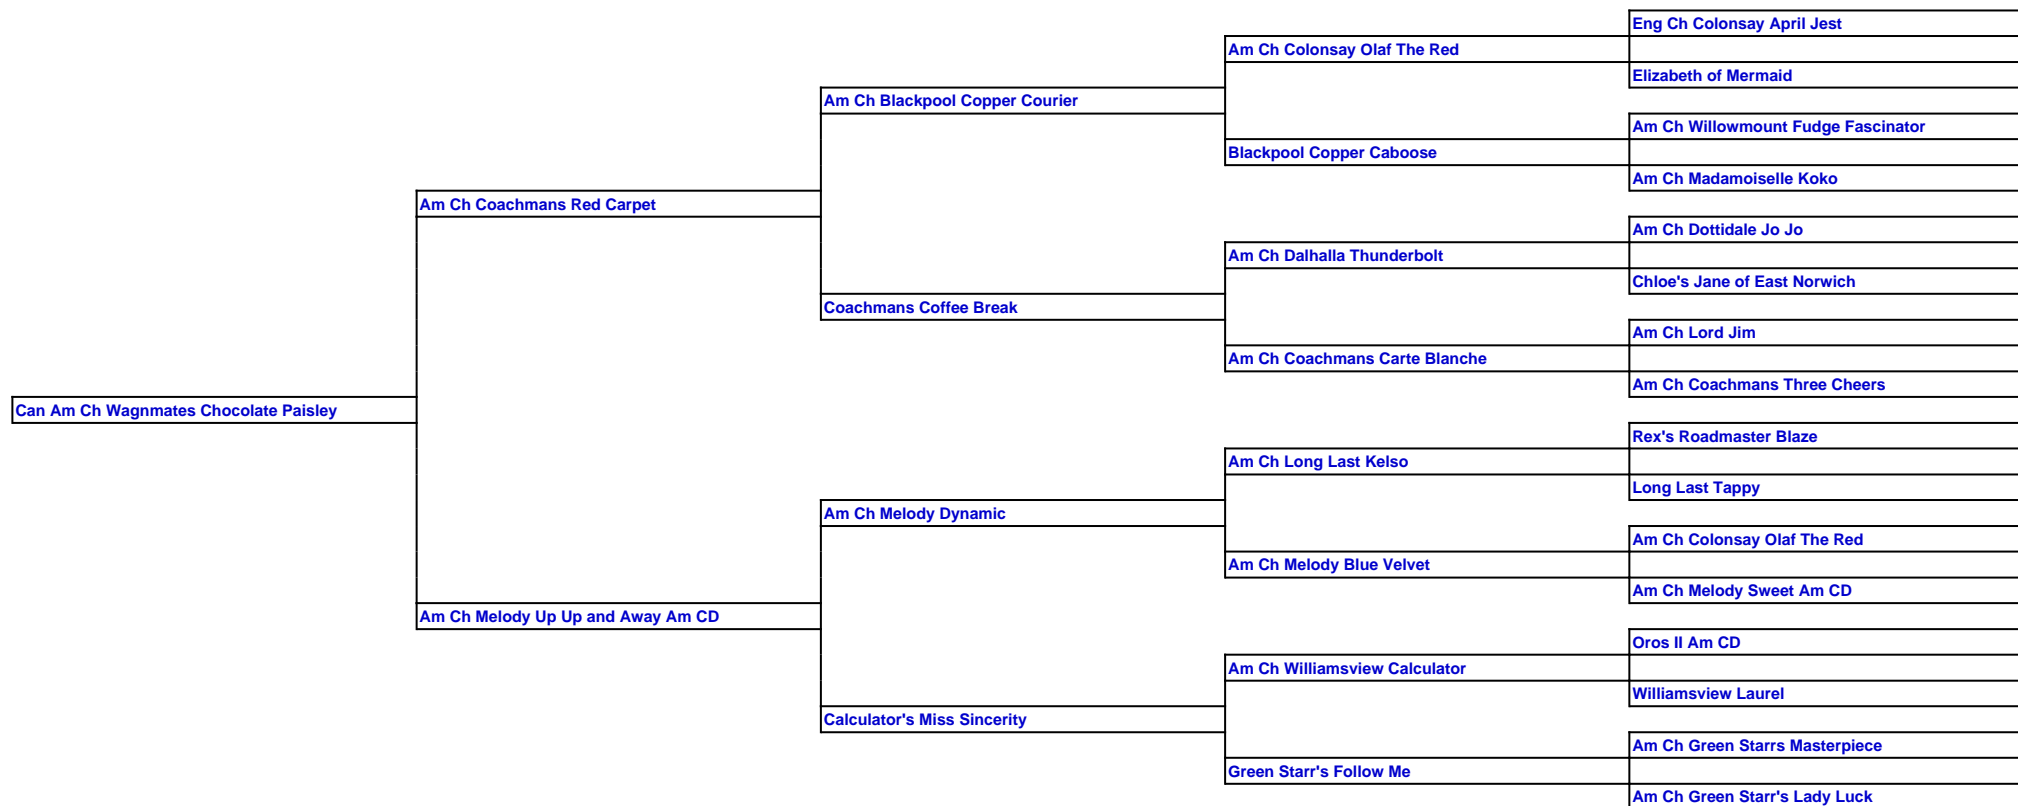 Eng Ch Colonsay April Jest
Am Ch Colonsay Olaf The Red
Elizabeth of Mermaid
Am Ch Blackpool Copper Courier
Am Ch Willowmount Fudge Fascinator
Blackpool Copper Caboose
Am Ch Madamoiselle Koko
Am Ch Coachmans Red Carpet
Am Ch Dottidale Jo Jo
Am Ch Dalhalla Thunderbolt
Chloe's Jane of East Norwich
Coachmans Coffee Break
Am Ch Lord Jim
Am Ch Coachmans Carte Blanche
Am Ch Coachmans Three Cheers
Can Am Ch Wagnmates Chocolate Paisley
Rex's Roadmaster Blaze
Am Ch Long Last Kelso
Long Last Tappy
Am Ch Melody Dynamic
Am Ch Colonsay Olaf The Red
Am Ch Melody Blue Velvet
Am Ch Melody Sweet Am CD
Am Ch Melody Up Up and Away Am CD
Oros II Am CD
Am Ch Williamsview Calculator
Williamsview Laurel
Calculator's Miss Sincerity
Am Ch Green Starrs Masterpiece
Green Starr's Follow Me
Am Ch Green Starr's Lady Luck